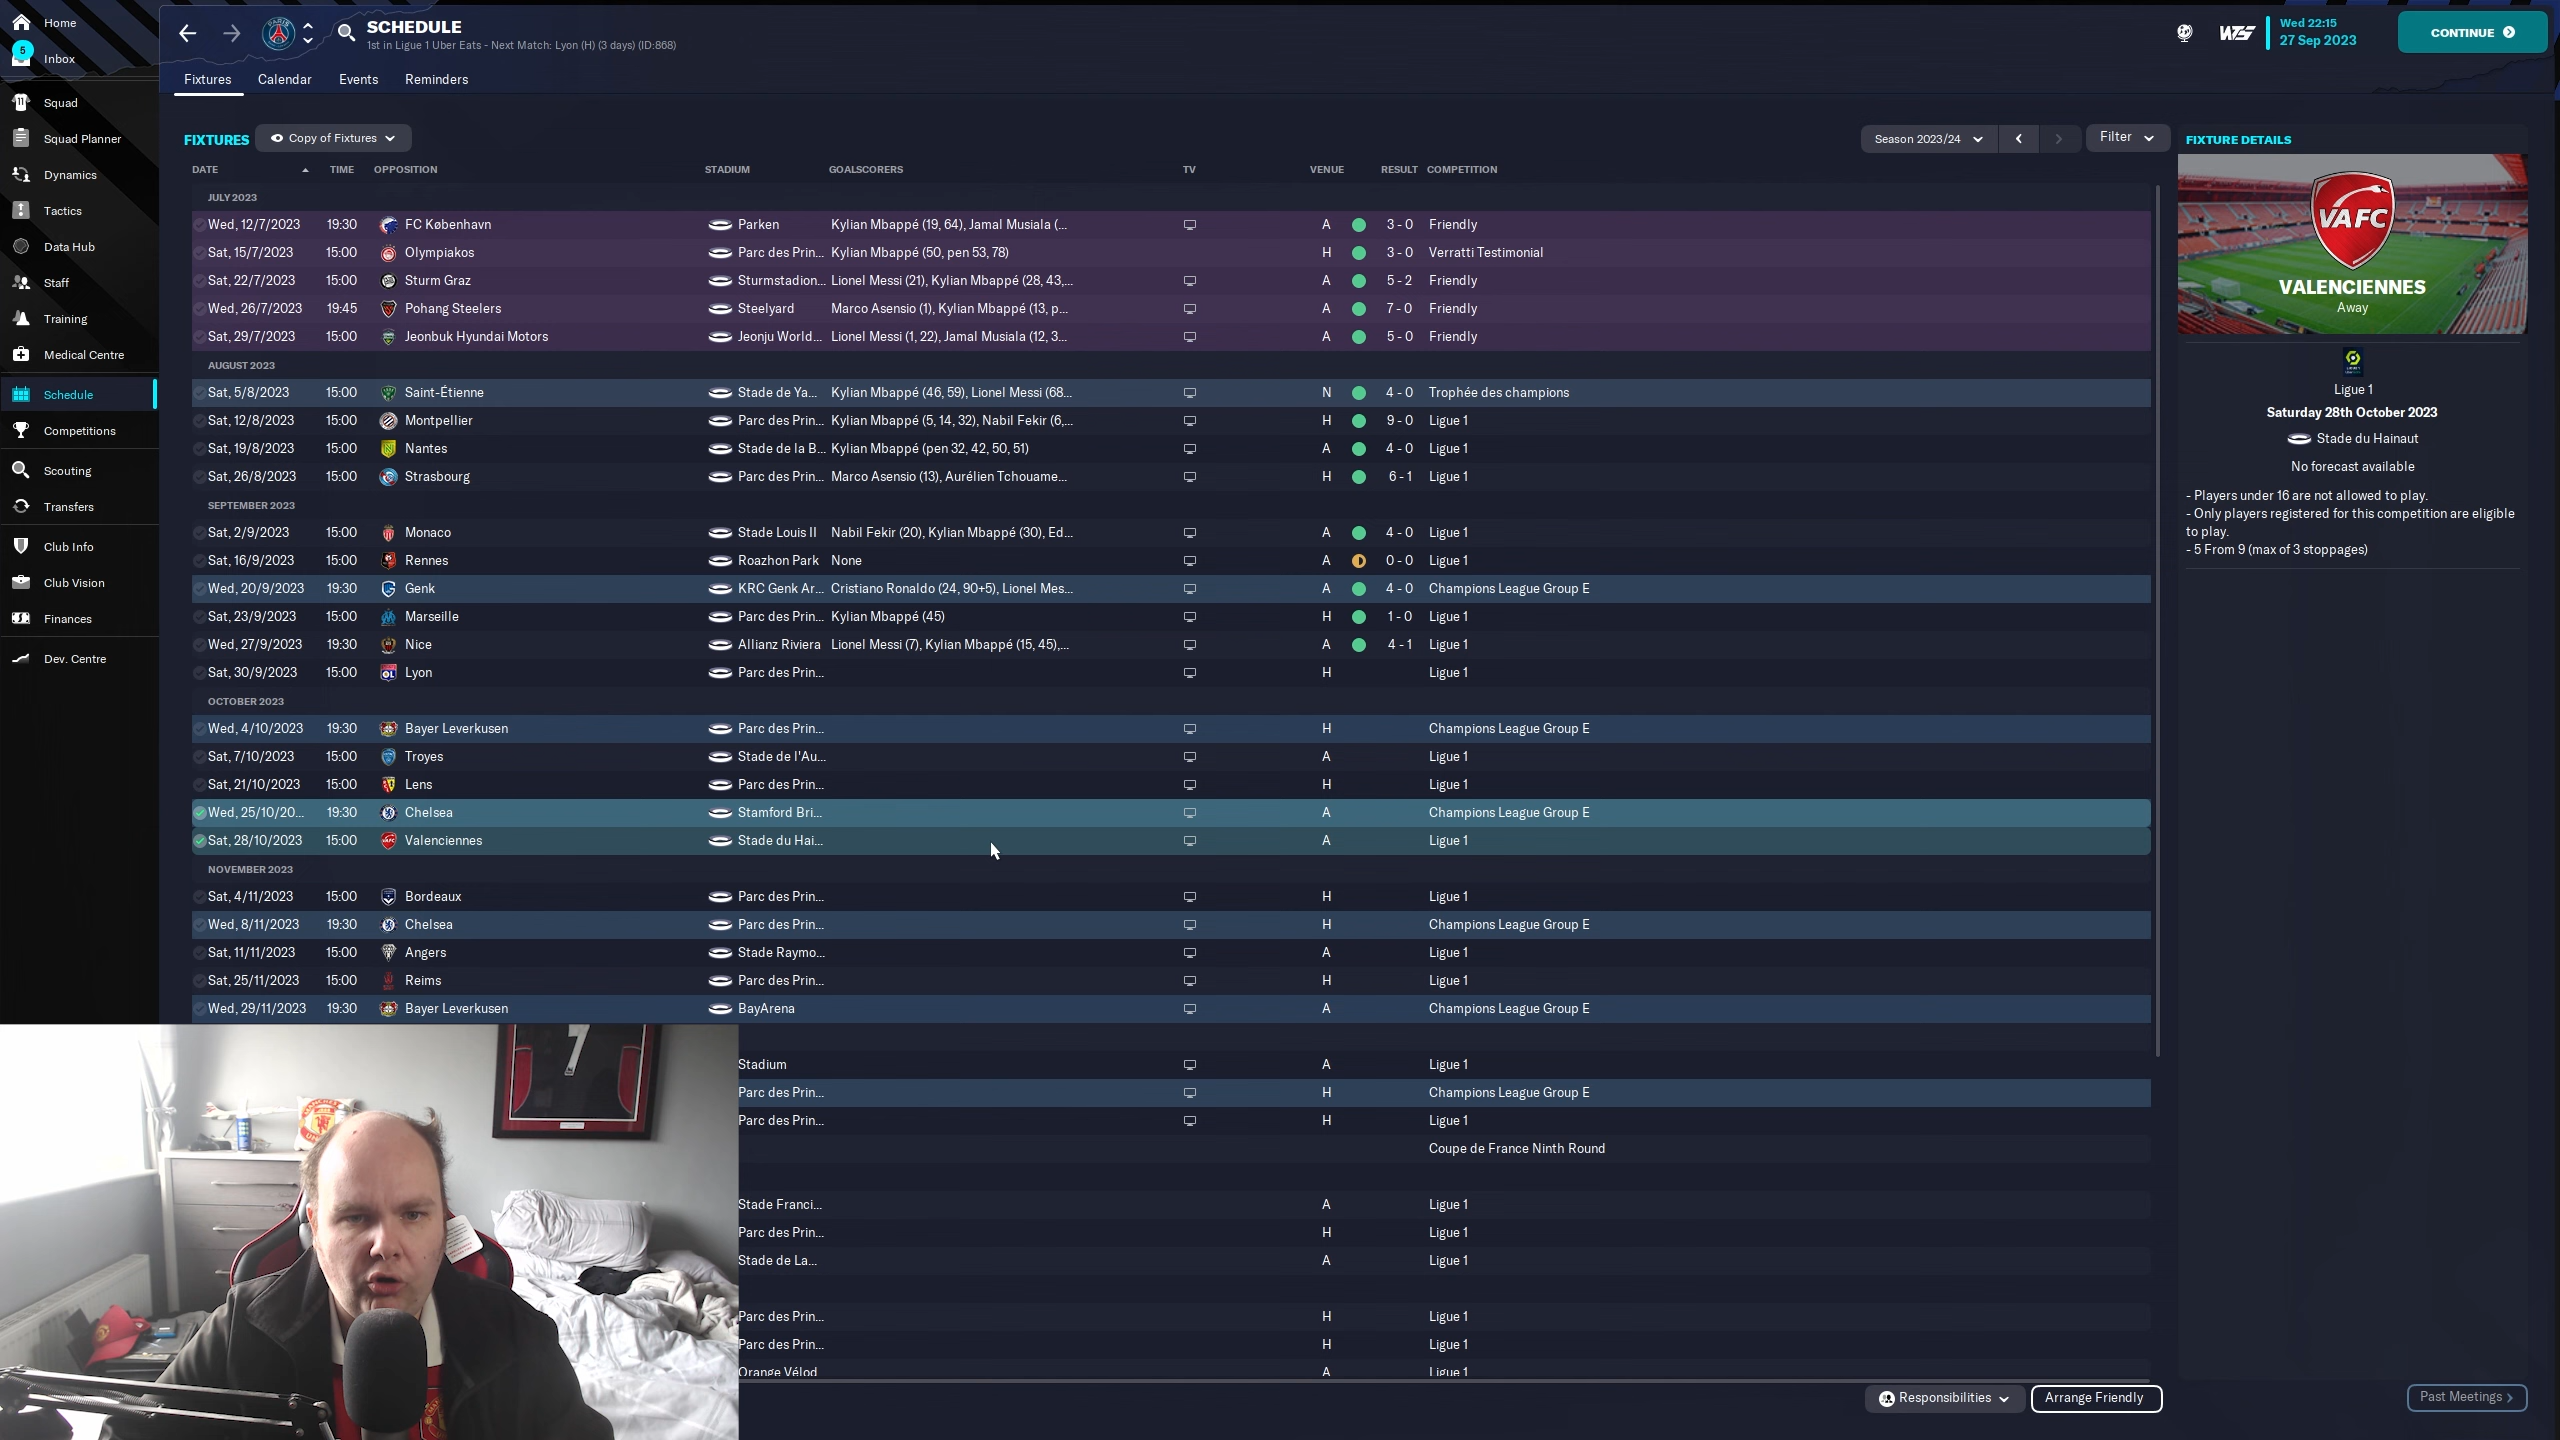 Home
5
Inbox
Squad
Squad Planner
Dynamics
Tactics
Data Hub
Staff
Training
Medical Centre
Schedule
Competitions
Scouting
Transfers
Club Info
Club Vision
Finances
Dev. Centre
SCHEDULE
1st in Ligue 1 Uber Eats - Next Match: Lyon (H) (3 days) (ID:868)
Wed 22:15
27 Sep 2023
CONTINUE
Fixtures Calendar Events Reminders
FIXTURES Copy of Fixtures Season 2023/24 Filter
DATE TIME OPPOSITION STADIUM GOALSCORERS TV VENUE RESULT COMPETITION
JULY 2023
Wed, 12/7/2023 19:30 FC København Parken Kylian Mbappé (19, 64), Jamal Musiala (... A 3 - 0 Friendly
Sat, 15/7/2023 15:00 Olympiakos Parc des Prin... Kylian Mbappé (50, pen 53, 78) H 3 - 0 Verratti Testimonial
Sat, 22/7/2023 15:00 Sturm Graz Sturmstadion... Lionel Messi (21), Kylian Mbappé (28, 43,... A 5 - 2 Friendly
Wed, 26/7/2023 19:45 Pohang Steelers Steelyard Marco Asensio (1), Kylian Mbappé (13, p... A 7 - 0 Friendly
Sat, 29/7/2023 15:00 Jeonbuk Hyundai Motors Jeonju World... Lionel Messi (1, 22), Jamal Musiala (12, 3... A 5 - 0 Friendly
AUGUST 2023
Sat, 5/8/2023 15:00 Saint-Étienne Stade de Ya... Kylian Mbappé (46, 59), Lionel Messi (68... N 4 - 0 Trophée des champions
Sat, 12/8/2023 15:00 Montpellier Parc des Prin... Kylian Mbappé (5, 14, 32), Nabil Fekir (6,... H 9 - 0 Ligue 1
Sat, 19/8/2023 15:00 Nantes Stade de la B... Kylian Mbappé (pen 32, 42, 50, 51) A 4 - 0 Ligue 1
Sat, 26/8/2023 15:00 Strasbourg Parc des Prin... Marco Asensio (13), Aurélien Tchouame... H 6 - 1 Ligue 1
SEPTEMBER 2023
Sat, 2/9/2023 15:00 Monaco Stade Louis II Nabil Fekir (20), Kylian Mbappé (30), Ed... A 4 - 0 Ligue 1
Sat, 16/9/2023 15:00 Rennes Roazhon Park None A 0 - 0 Ligue 1
Wed, 20/9/2023 19:30 Genk KRC Genk Ar... Cristiano Ronaldo (24, 90+5), Lionel Mes... A 4 - 0 Champions League Group E
Sat, 23/9/2023 15:00 Marseille Parc des Prin... Kylian Mbappé (45) H 1 - 0 Ligue 1
Wed, 27/9/2023 19:30 Nice Allianz Riviera Lionel Messi (7), Kylian Mbappé (15, 45),... A 4 - 1 Ligue 1
Sat, 30/9/2023 15:00 Lyon Parc des Prin... H Ligue 1
OCTOBER 2023
Wed, 4/10/2023 19:30 Bayer Leverkusen Parc des Prin... H Champions League Group E
Sat, 7/10/2023 15:00 Troyes Stade de l'Au... A Ligue 1
Sat, 21/10/2023 15:00 Lens Parc des Prin... H Ligue 1
Wed, 25/10/20... 19:30 Chelsea Stamford Bri... A Champions League Group E
Sat, 28/10/2023 15:00 Valenciennes Stade du Hai... A Ligue 1
NOVEMBER 2023
Sat, 4/11/2023 15:00 Bordeaux Parc des Prin... H Ligue 1
Wed, 8/11/2023 19:30 Chelsea Parc des Prin... H Champions League Group E
Sat, 11/11/2023 15:00 Angers Stade Raymo... A Ligue 1
Sat, 25/11/2023 15:00 Reims Parc des Prin... H Ligue 1
Wed, 29/11/2023 19:30 Bayer Leverkusen BayArena A Champions League Group E
Stadium A Ligue 1
Parc des Prin... H Champions League Group E
Parc des Prin... H Ligue 1
Coupe de France Ninth Round
Stade Franci... A Ligue 1
Parc des Prin... H Ligue 1
Stade de La... A Ligue 1
Parc des Prin... H Ligue 1
Parc des Prin... H Ligue 1
Orange Vélod A Ligue 1
Responsibilities Arrange Friendly Past Meetings
FIXTURE DETAILS
VAFC
VALENCIENNES
Away
Ligue 1
Saturday 28th October 2023
Stade du Hainaut
No forecast available
- Players under 16 are not allowed to play.
- Only players registered for this competition are eligible
to play.
- 5 From 9 (max of 3 stoppages)
7